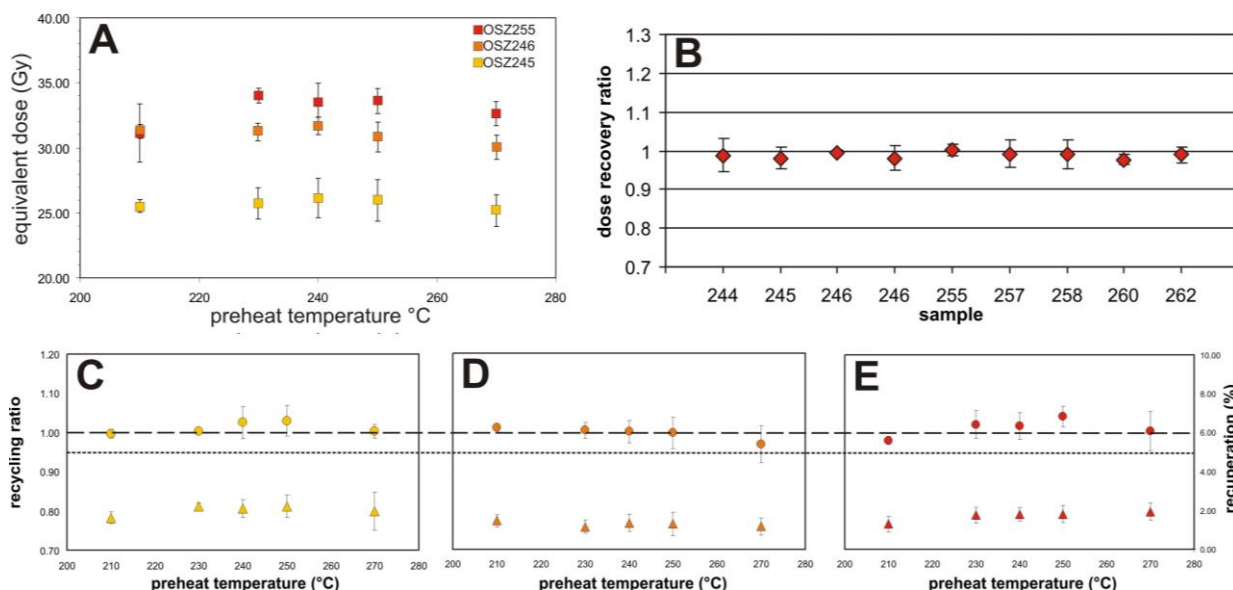 A
OSZ255
OSZ246
OSZ245
40.00
35.00
30.00
25.00
20.00
equivalent dose (Gy)
200 220 240 260 280
preheat temperature °C
B
1.3
1.2
1.1
1
0.9
0.8
0.7
dose recovery ratio
244 245 246 246 255 257 258 260 262
sample
C
1.20
1.10
1.00
0.90
0.80
0.70
recycling ratio
200 210 220 230 240 250 260 270 280
preheat temperature (°C)
D
200 210 220 230 240 250 260 270 280
preheat temperature (°C)
E
10.00
8.00
6.00
4.00
2.00
0.00
recuperation (%)
200 210 220 230 240 250 260 270 280
preheat temperature (°C)